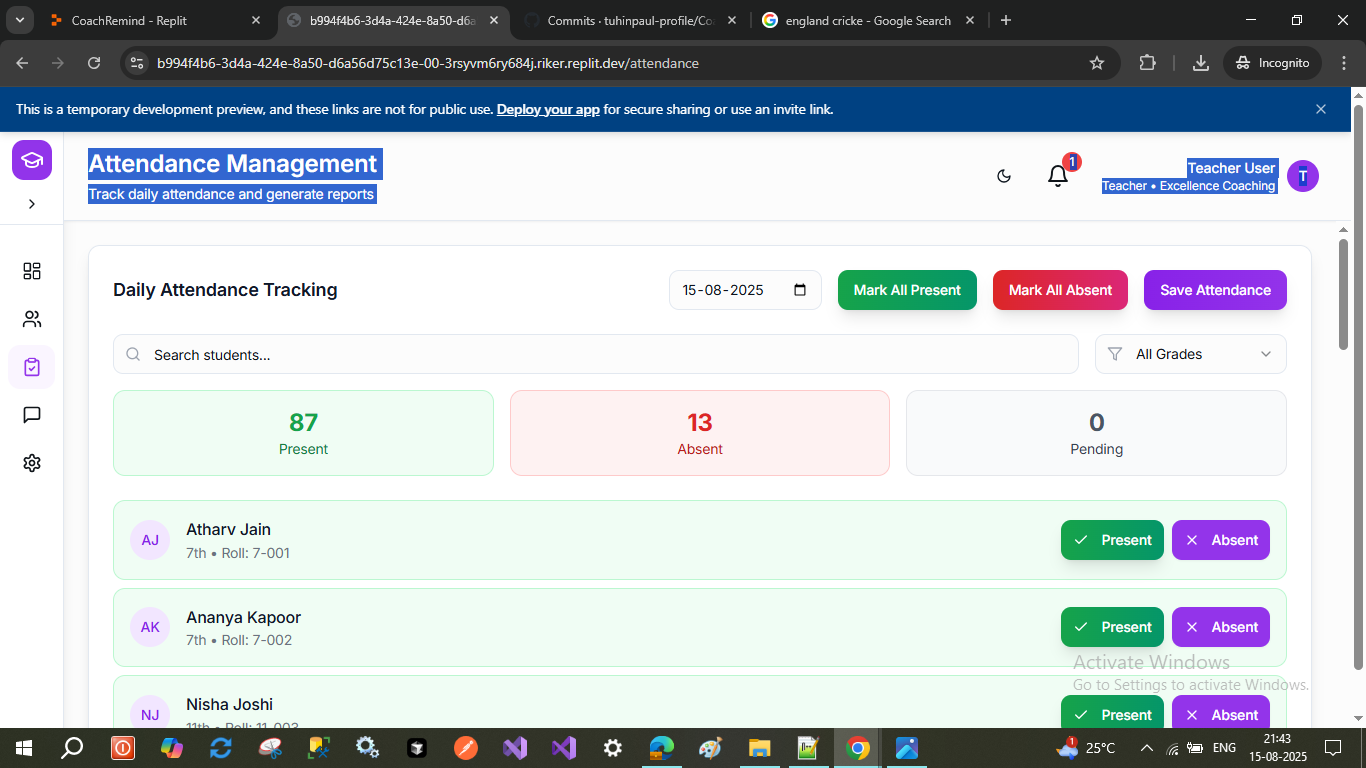 CoachRemind - Replit
b994f4b6-3d4a-424e-8a50-d6a
Commits · tuhinpaul-profile/Co
england cricke - Google Search
b994f4b6-3d4a-424e-8a50-d6a56d75c13e-00-3rsyvm6ry684j.riker.replit.dev/attendance
Incognito
This is a temporary development preview, and these links are not for public use. Deploy your app for secure sharing or use an invite link.
Attendance Management
Track daily attendance and generate reports
1
Teacher User
Teacher • Excellence Coaching
T
Daily Attendance Tracking
15-08-2025
Mark All Present
Mark All Absent
Save Attendance
Search students...
All Grades
87
Present
13
Absent
0
Pending
AJ
Atharv Jain
7th • Roll: 7-001
Present
Absent
AK
Ananya Kapoor
7th • Roll: 7-002
Present
Absent
Activate Windows
Go to Settings to activate Windows.
NJ
Nisha Joshi
11th • Roll: 11-003
Present
Absent
1
25°C
ENG
21:43
15-08-2025